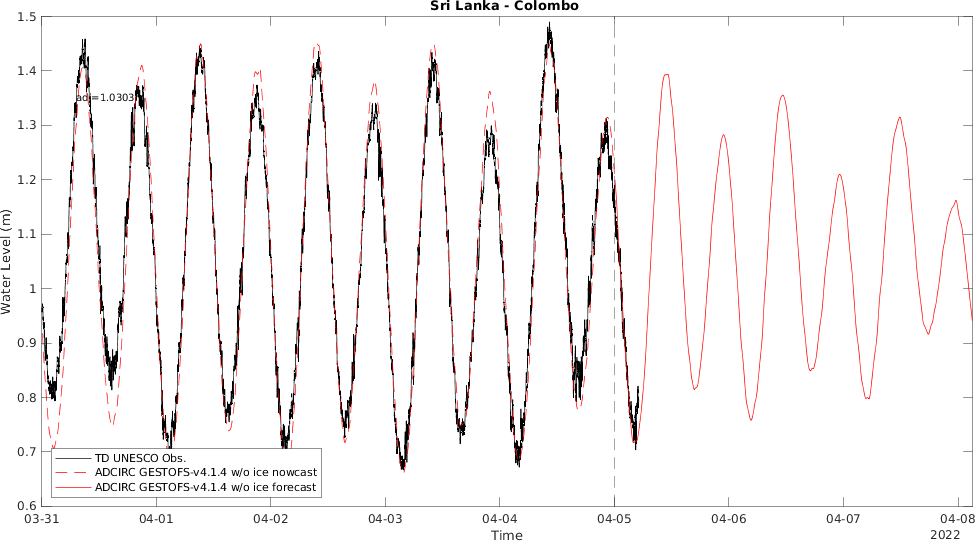 Sri Lanka - Colombo
Water Level (m)
1.5
1.4
1.3
1.2
1.1
1
0.9
0.8
0.7
0.6
adj=1.0303
TD UNESCO Obs.
ADCIRC GESTOFS-v4.1.4 w/o ice nowcast
ADCIRC GESTOFS-v4.1.4 w/o ice forecast
03-31 04-01 04-02 04-03 04-04 04-05 04-06 04-07 04-08
Time
2022